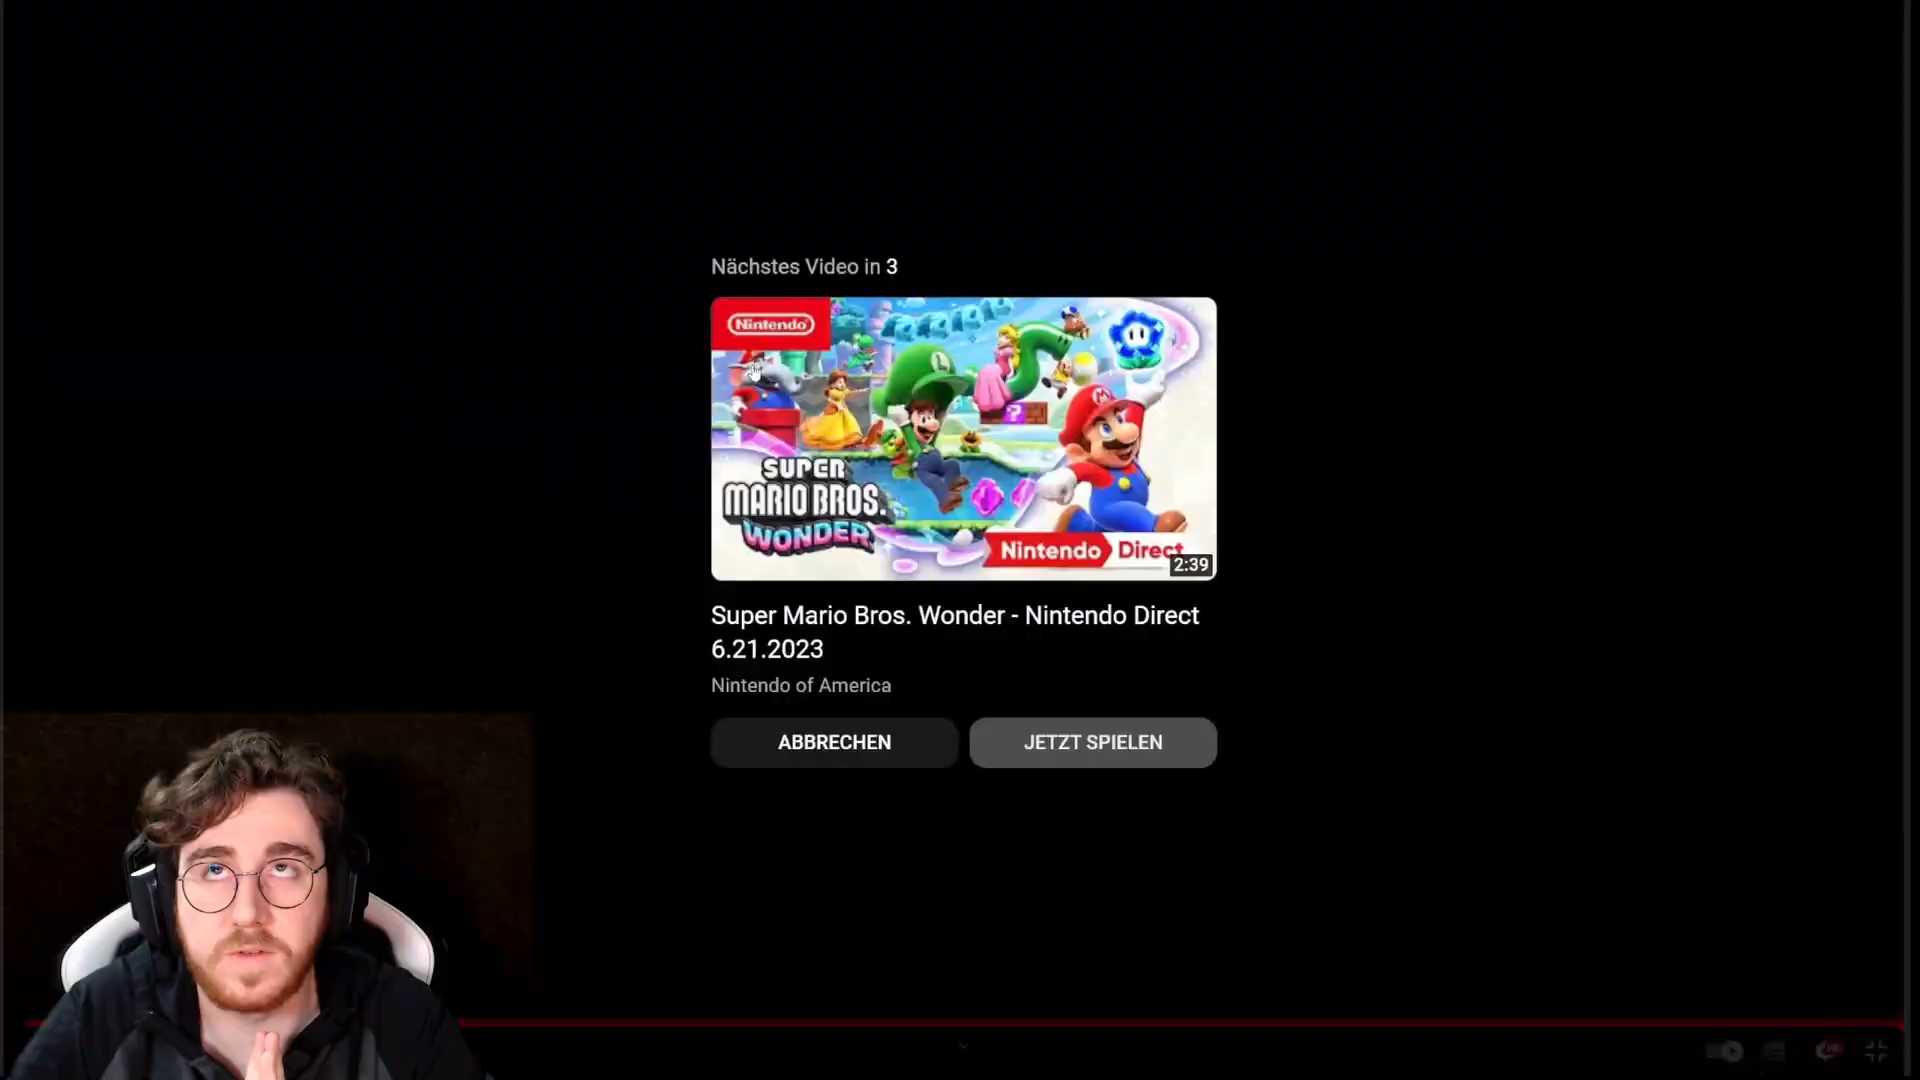 Nächstes Video in 3
Nintendo
SUPER
MARIO BROS.
WONDER
Nintendo Direct
2:39
Super Mario Bros. Wonder - Nintendo Direct
6.21.2023
Nintendo of America
ABBRECHEN
JETZT SPIELEN